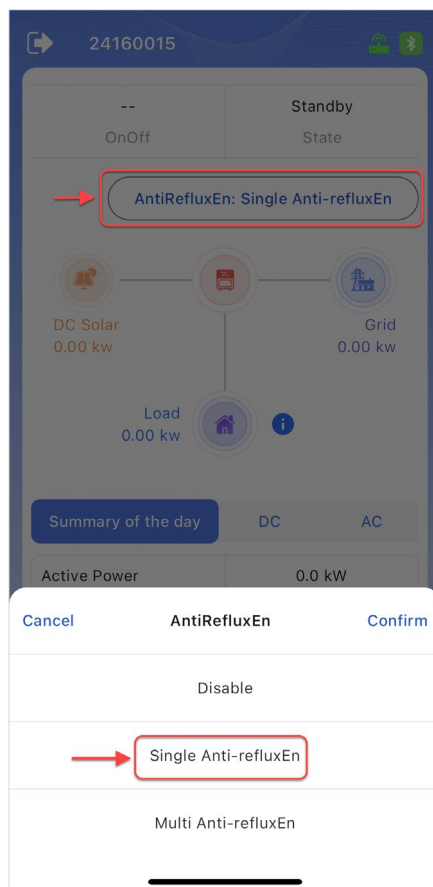 24160015
--
Standby
OnOff
State
AntiRefluxEn: Single Anti-refluxEn
DC Solar
0.00 kw
Grid
0.00 kw
Load
0.00 kw
Summary of the day
DC
AC
Active Power
0.0 kW
Cancel
AntiRefluxEn
Confirm
Disable
Single Anti-refluxEn
Multi Anti-refluxEn